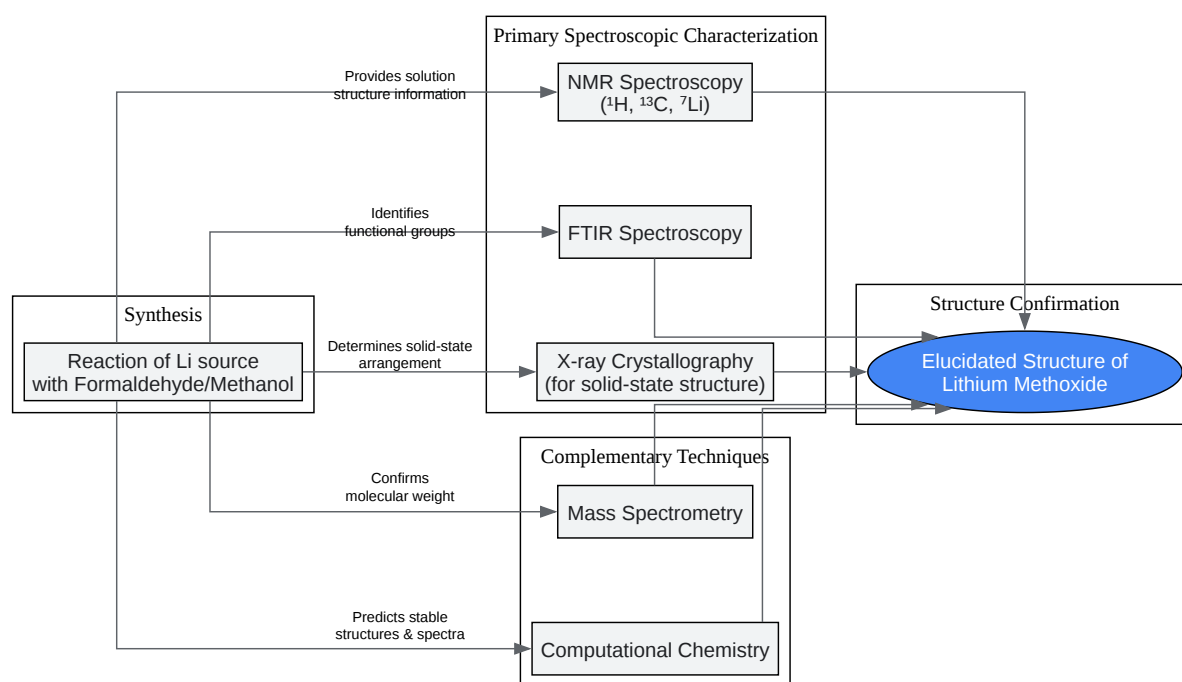 Primary Spectroscopic Characterization
Provides solution
structure information
NMR Spectroscopy
(¹H, ¹³C, ⁷Li)
Identifies
functional groups
FTIR Spectroscopy
Synthesis
Reaction of Li source
with Formaldehyde/Methanol
Determines solid-state
arrangement
X-ray Crystallography
(for solid-state structure)
Structure Confirmation
Elucidated Structure of
Lithium Methoxide
Complementary Techniques
Confirms
molecular weight
Mass Spectrometry
Predicts stable
structures & spectra
Computational Chemistry